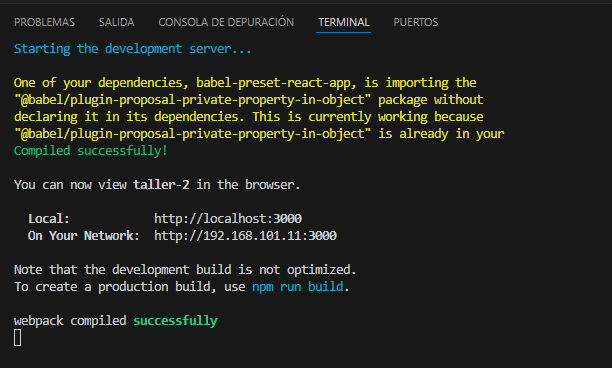 PROBLEMAS SALIDA CONSOLA DE DEPURACIÓN TERMINAL PUERTOS
Starting the development server...
One of your dependencies, babel-preset-react-app, is importing the
"@babel/plugin-proposal-private-property-in-object" package without
declaring it in its dependencies. This is currently working because
"@babel/plugin-proposal-private-property-in-object" is already in your
Compiled successfully!
You can now view taller-2 in the browser.
Local: http://localhost:3000
On Your Network: http://192.168.101.11:3000
Note that the development build is not optimized.
To create a production build, use npm run build.
webpack compiled successfully